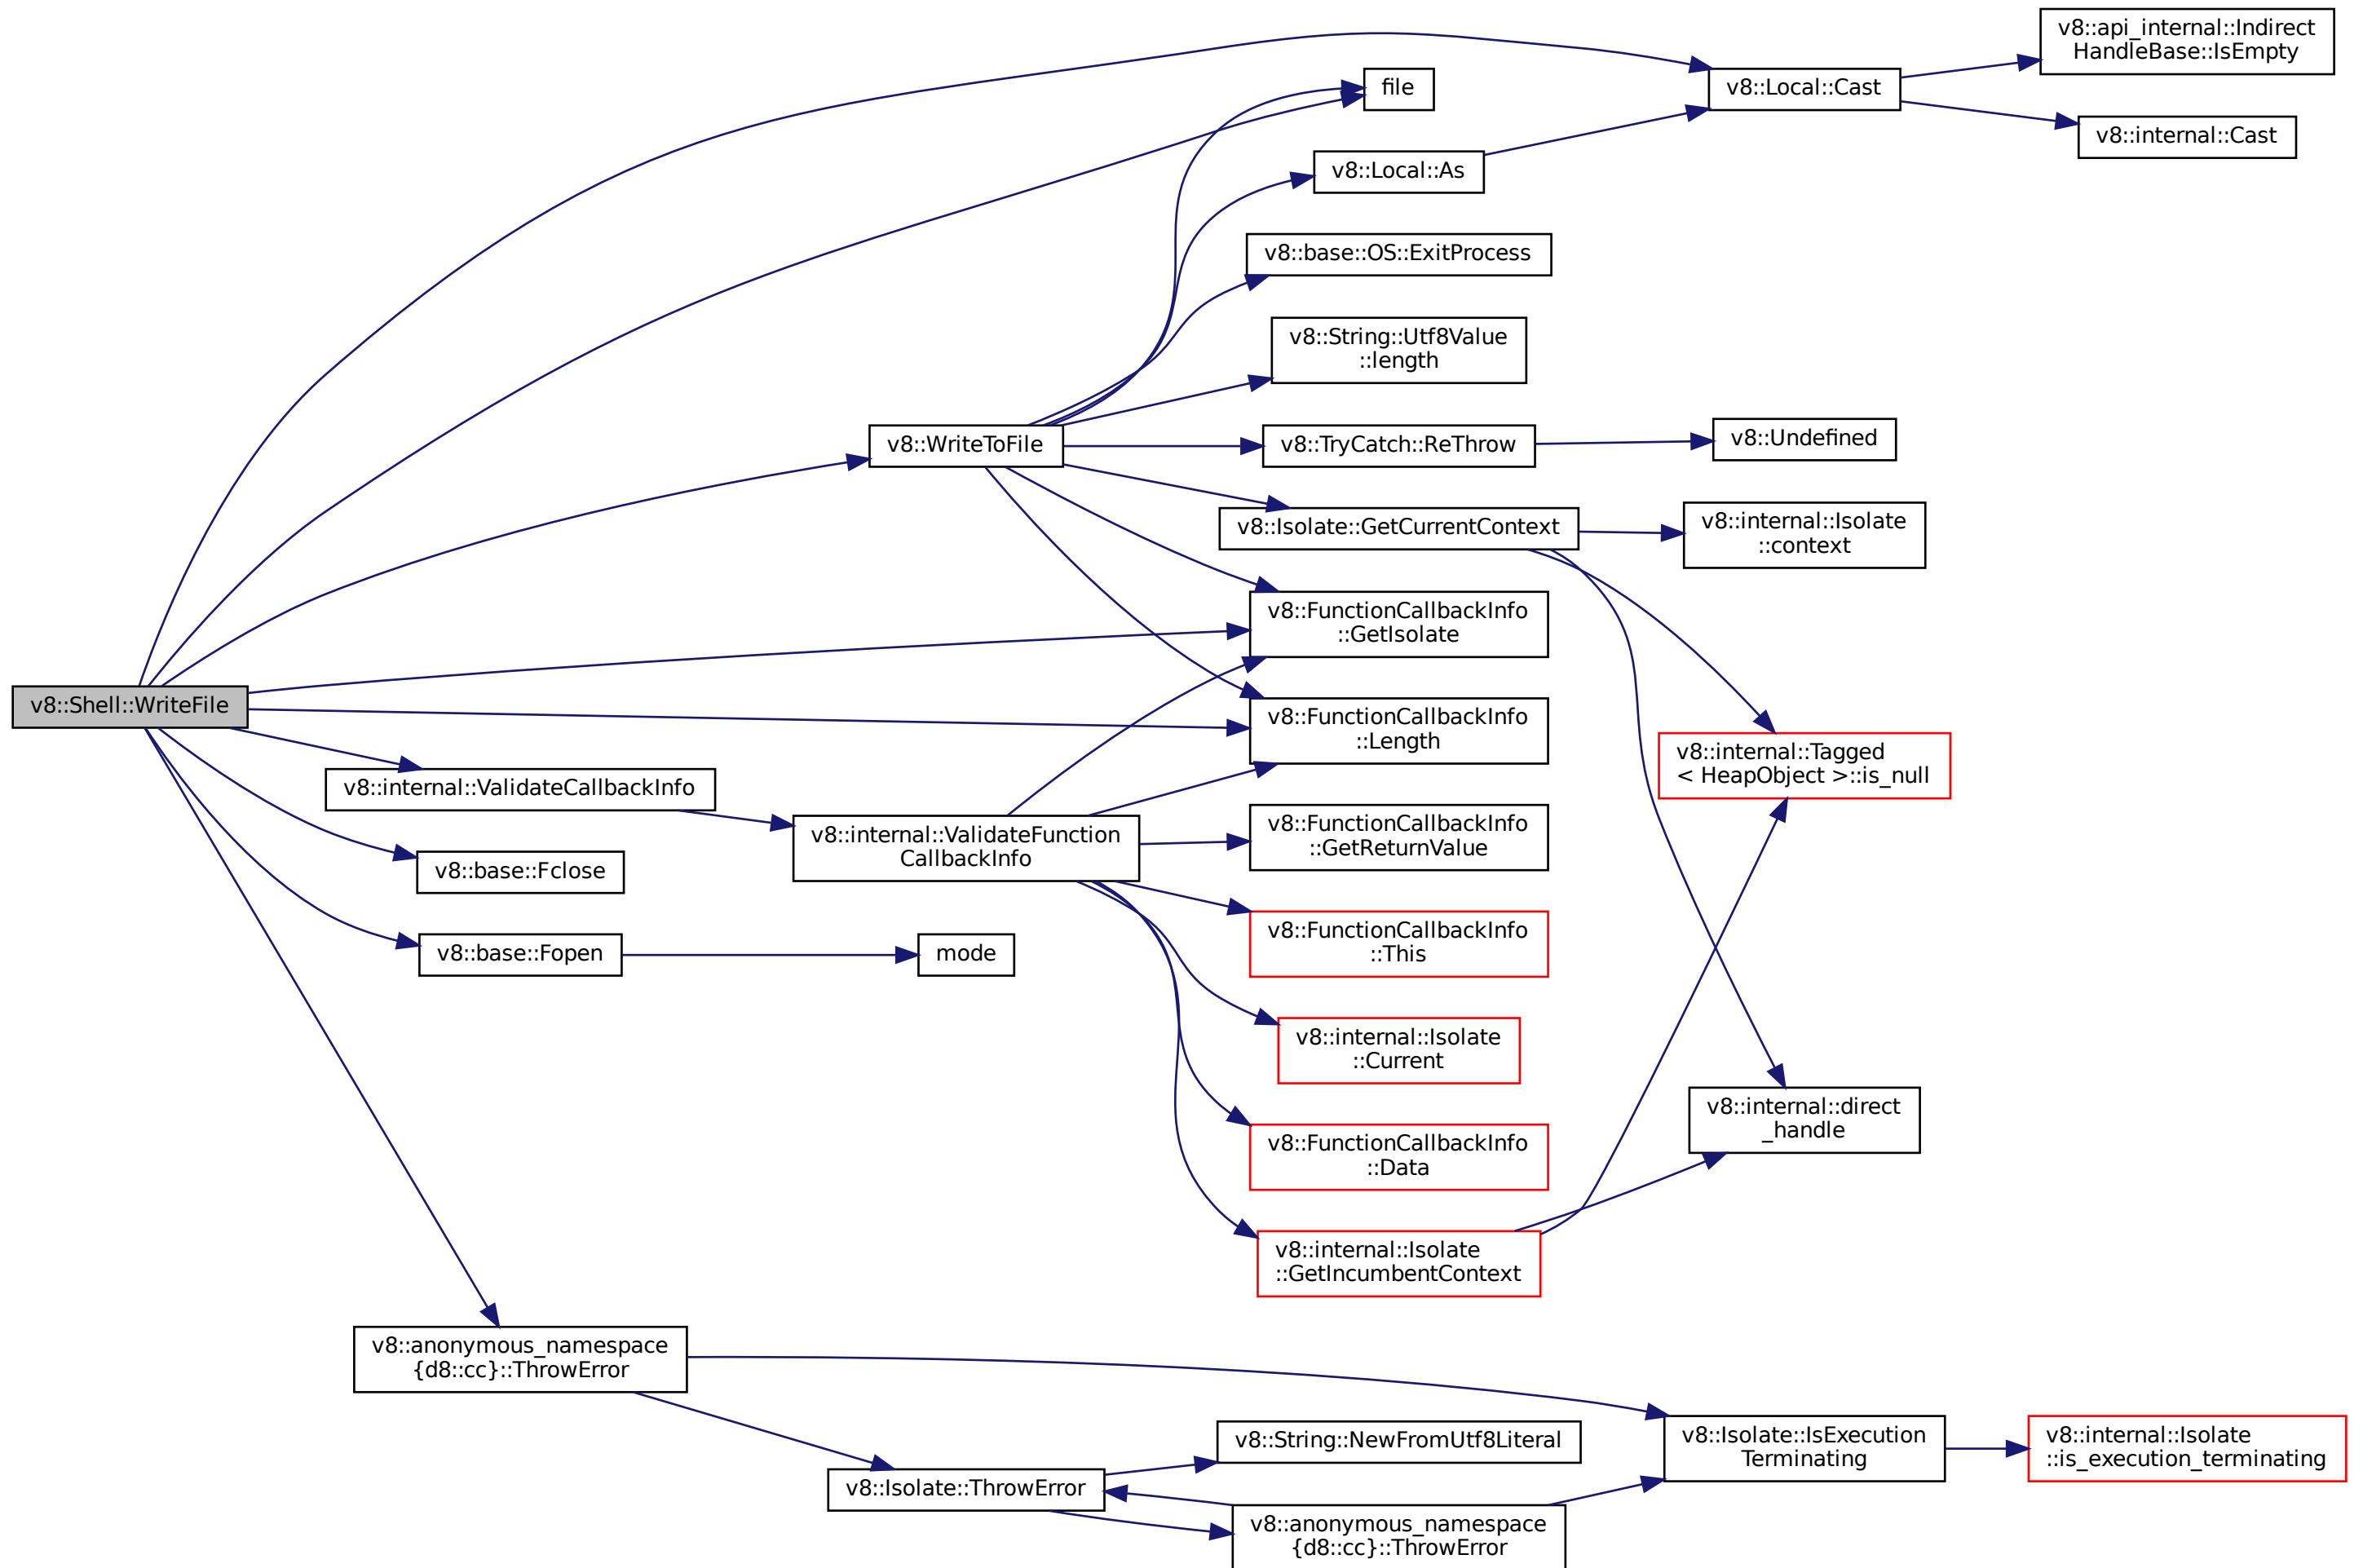 v8::api_internal::Indirect
HandleBase::IsEmpty
file
v8::Local::Cast
v8::internal::Cast
v8::Local::As
v8::base::OS::ExitProcess
v8::String::Utf8Value
::length
v8::WriteToFile
v8::TryCatch::ReThrow
v8::Undefined
v8::Isolate::GetCurrentContext
v8::internal::Isolate
::context
v8::FunctionCallbackInfo
::GetIsolate
v8::Shell::WriteFile
v8::FunctionCallbackInfo
::Length
v8::internal::Tagged
< HeapObject >::is_null
v8::internal::ValidateCallbackInfo
v8::internal::ValidateFunction
CallbackInfo
v8::FunctionCallbackInfo
::GetReturnValue
v8::base::Fclose
v8::FunctionCallbackInfo
::This
v8::base::Fopen
mode
v8::internal::Isolate
::Current
v8::internal::direct
_handle
v8::FunctionCallbackInfo
::Data
v8::internal::Isolate
::GetIncumbentContext
v8::anonymous_namespace
{d8::cc}::ThrowError
v8::String::NewFromUtf8Literal
v8::Isolate::IsExecution
Terminating
v8::internal::Isolate
::is_execution_terminating
v8::Isolate::ThrowError
v8::anonymous_namespace
{d8::cc}::ThrowError